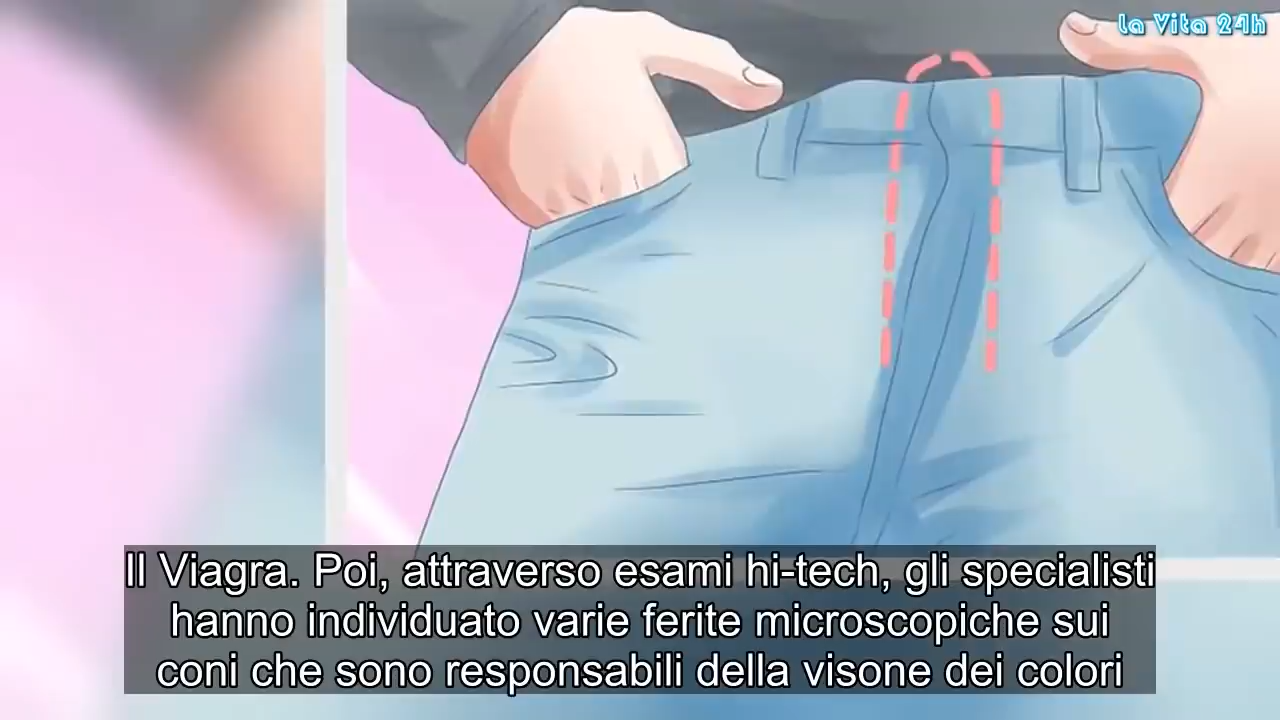 la Vita 24h
Il Viagra. Poi, attraverso esami hi-tech, gli specialisti
hanno individuato varie ferite microscopiche sui
coni che sono responsabili della visone dei colori